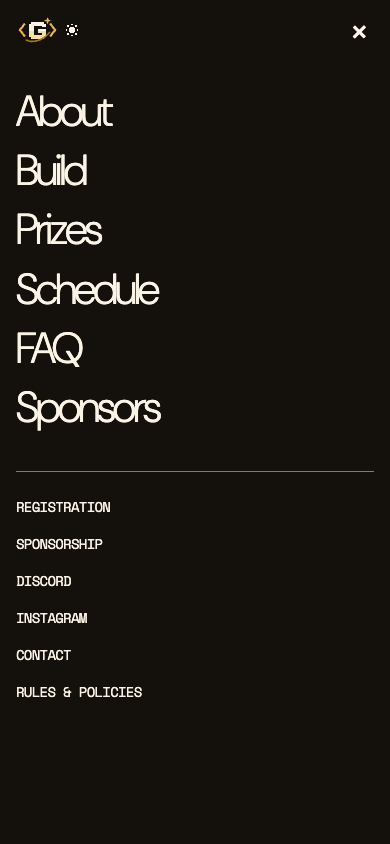 G
About
Build
Prizes
Schedule
FAQ
Sponsors
REGISTRATION
SPONSORSHIP
DISCORD
INSTAGRAM
CONTACT
RULES & POLICIES